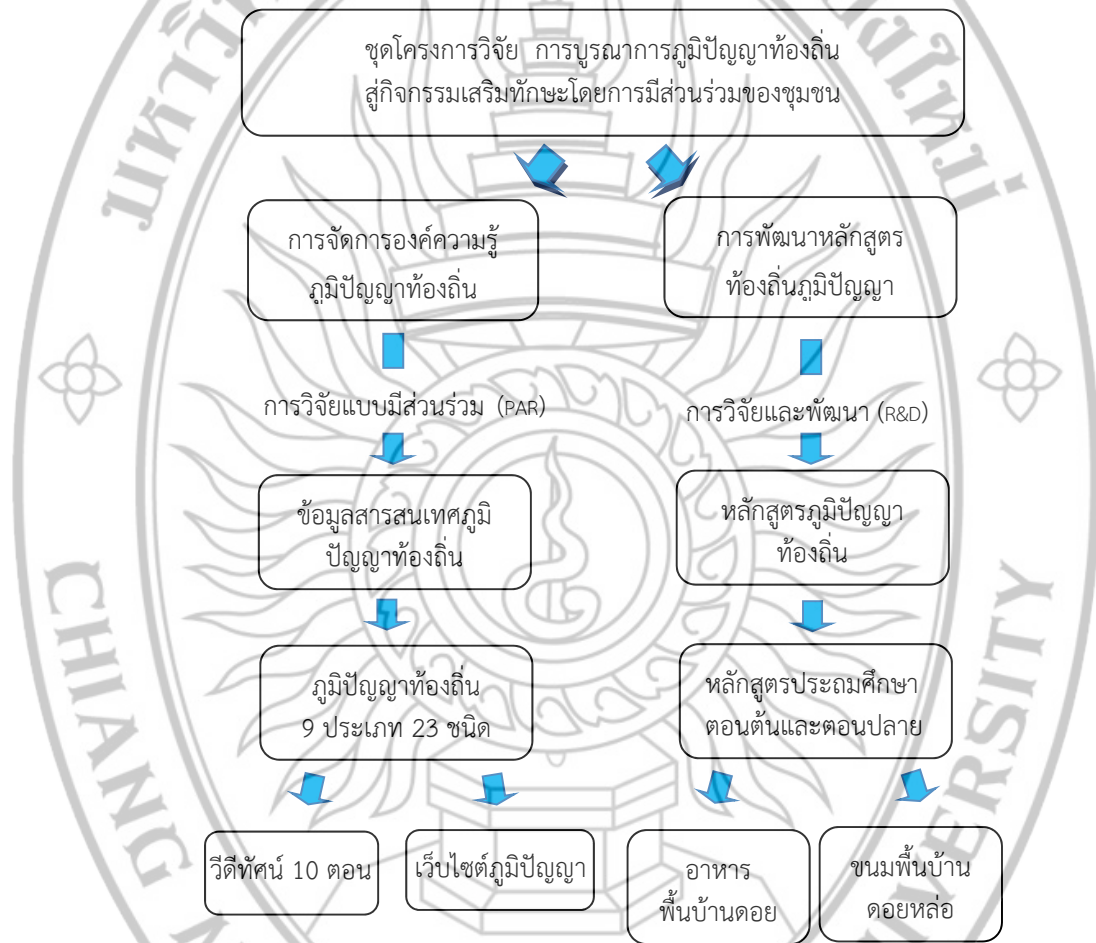 ชุดโครงการวิจัย การบูรณาการภูมิปัญญาท้องถิ่น
สู่กิจกรรมเสริมทักษะโดยการมีส่วนร่วมของชุมชน
การจัดการองค์ความรู้
ภูมิปัญญาท้องถิ่น
การพัฒนาหลักสูตร
ท้องถิ่นภูมิปัญญา
การวิจัยแบบมีส่วนร่วม (PAR)
การวิจัยและพัฒนา (R&D)
ข้อมูลสารสนเทศภูมิ
ปัญญาท้องถิ่น
หลักสูตรภูมิปัญญา
ท้องถิ่น
ภูมิปัญญาท้องถิ่น
9 ประเภท 23 ชนิด
หลักสูตรประถมศึกษา
ตอนต้นและตอนปลาย
วีดีทัศน์ 10 ตอน
เว็บไซต์ภูมิปัญญา
อาหาร
พื้นบ้านดอย
ขนมพื้นบ้าน
ดอยหล่อ
CHIANG